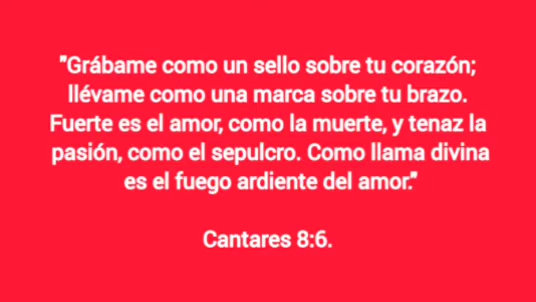 "Grábame como un sello sobre tu corazón;
llévame como una marca sobre tu brazo.
Fuerte es el amor, como la muerte, y tenaz la
pasión, como el sepulcro. Como llama divina
es el fuego ardiente del amor."
Cantares 8:6.